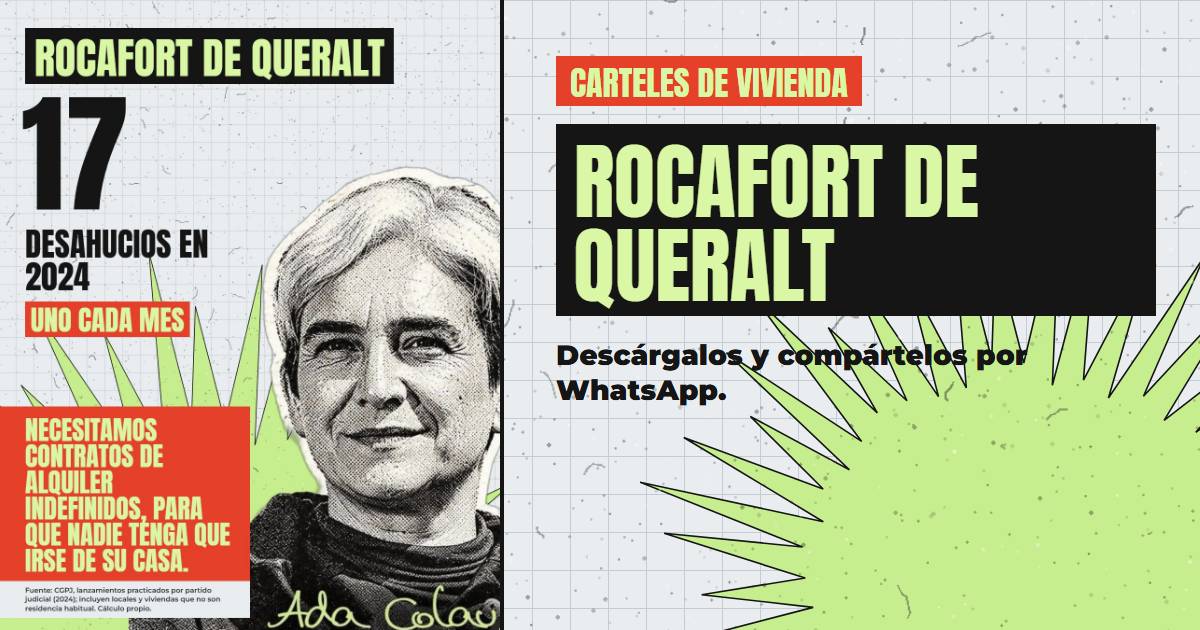 ROCAFORT DE QUERALT
17
DESAHUCIOS EN
2024
UNO CADA MES
NECESITAMOS
CONTRATOS DE
ALQUILER
INDEFINIDOS, PARA
QUE NADIE TENGA QUE
IRSE DE SU CASA.
Fuente: CGPJ, lanzamientos practicados por partido
judicial (2024); incluyen locales y viviendas que no son
residencia habitual. Cálculo propio.
Ada Colau
CARTELES DE VIVIENDA
ROCAFORT DE
QUERALT
Descárgalos y compártelos por
WhatsApp.